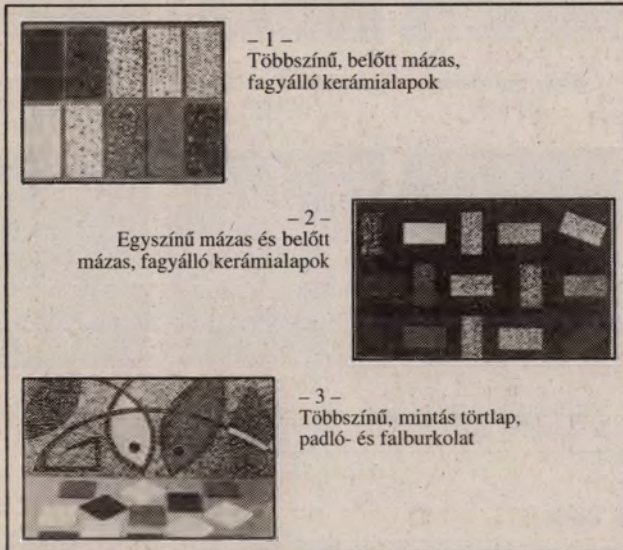 – 1 –
Többszínű, belőtt mázas,
fagyálló kerámialapok
– 2 –
Egyszínű mázas és belőtt
mázas, fagyálló kerámialapok
– 3 –
Többszínű, mintás törtlap,
padló- és falburkolat